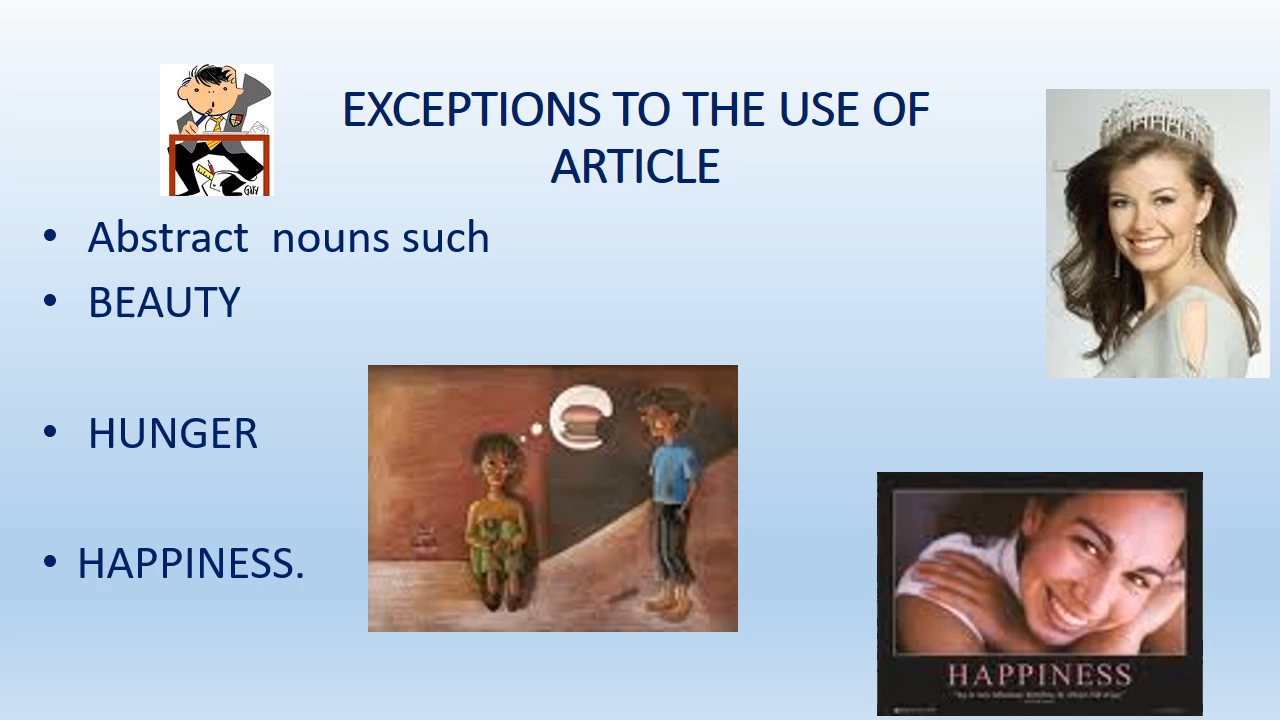 EXCEPTIONS TO THE USE OF
ARTICLE
• Abstract  nouns such
• BEAUTY
• HUNGER
• HAPPINESS.
HAPPINESS